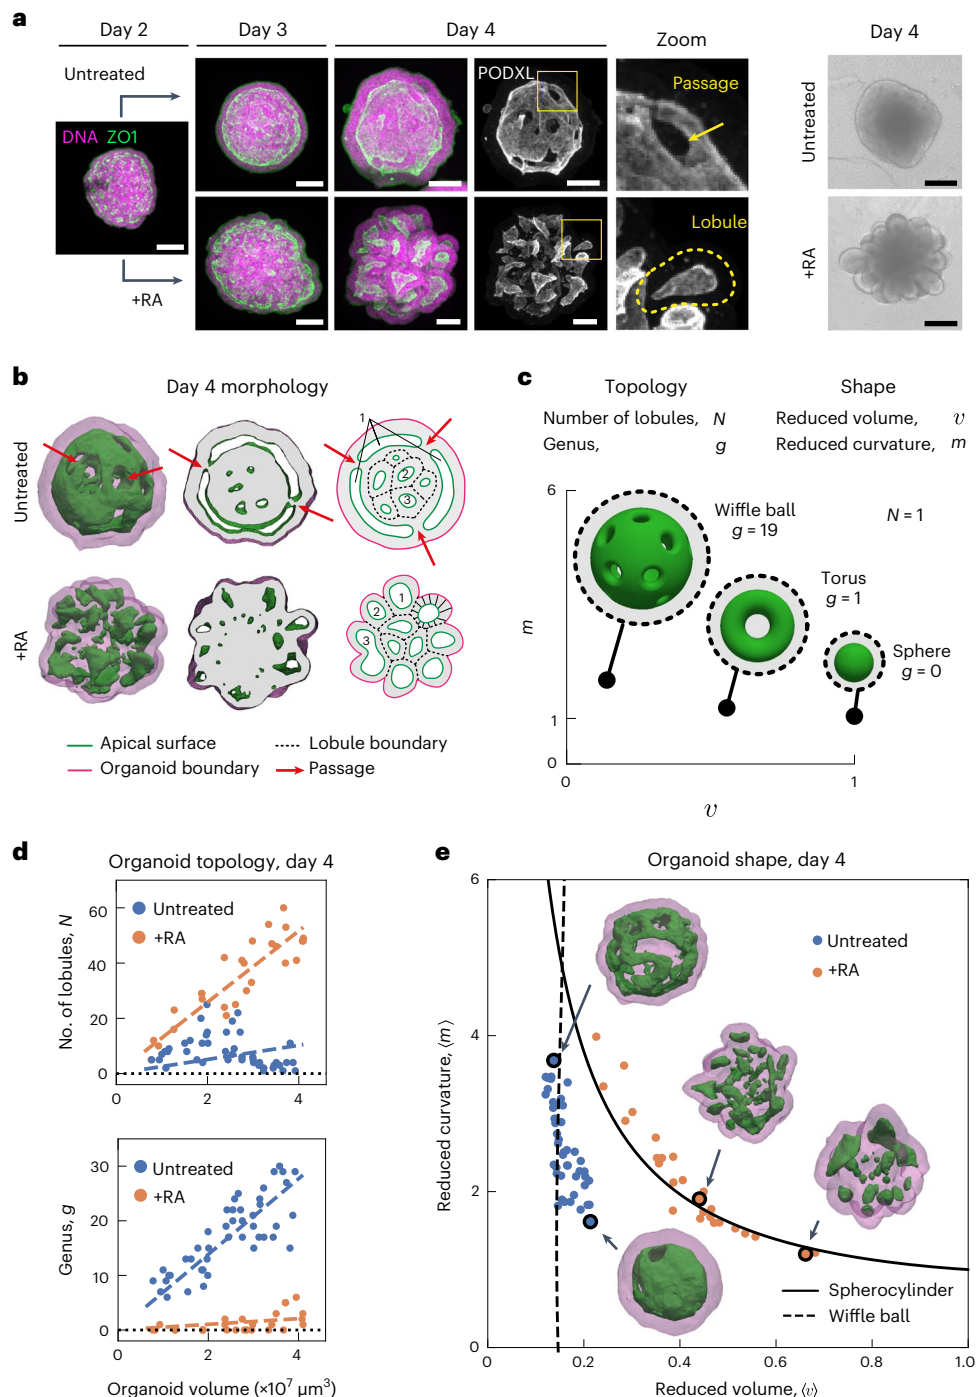 a
Day 2
Day 3
Day 4
Zoom
Day 4
Untreated
DNA ZO1
PODXL
Passage
Untreated
+RA
Lobule
+RA
b
Day 4 morphology
Untreated
1
2
3
+RA
1
2
3
Apical surface
Lobule boundary
Organoid boundary
Passage
c
Topology
Shape
Number of lobules, N
Reduced volume, v
Genus, g
Reduced curvature, m
6
Wiffle ball
g = 19
N = 1
Torus
g = 1
m
Sphere
g = 0
1
0
0
1
v
d
Organoid topology, day 4
60
Untreated
+RA
40
No. of lobules, N
20
0
0
2
4
30
Untreated
+RA
20
Genus, g
10
0
0
2
4
Organoid volume (×10⁷ µm³)
e
Organoid shape, day 4
6
Untreated
+RA
4
Reduced curvature, ⟨m⟩
2
Spherocylinder
Wiffle ball
0
0
0.2
0.4
0.6
0.8
1.0
Reduced volume, ⟨v⟩